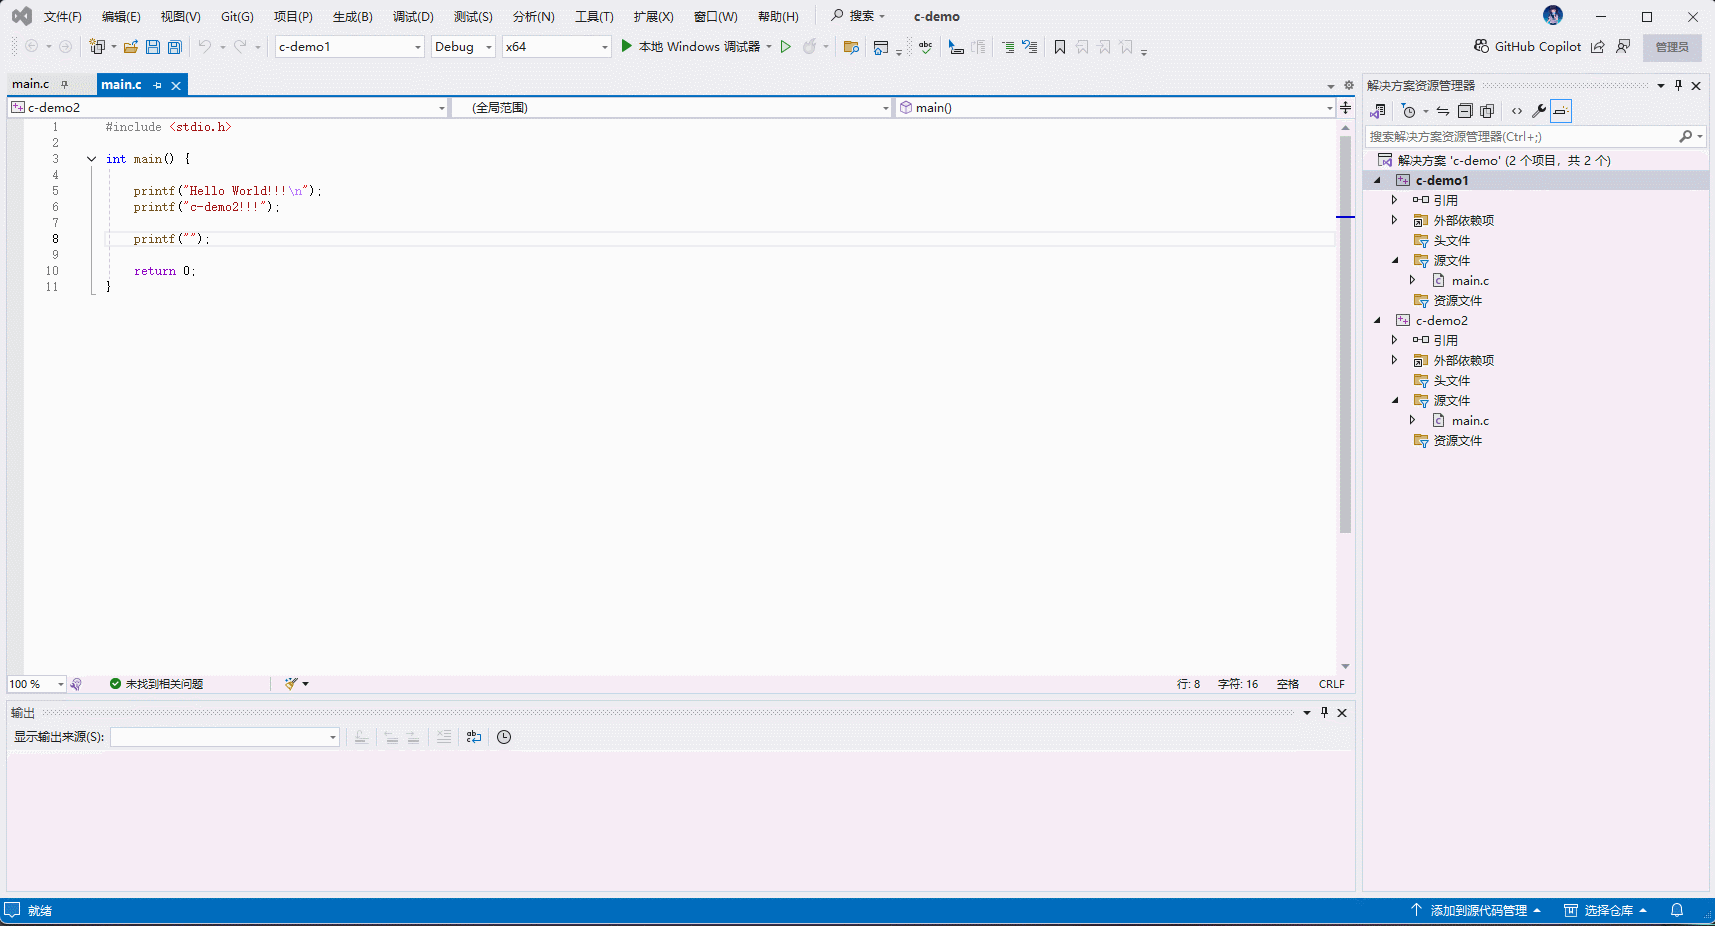 文件(F) 编辑(E) 视图(V) Git(G) 项目(P) 生成(B) 调试(D) 测试(S) 分析(N) 工具(T) 扩展(X) 窗口(W) 帮助(H) 搜索 c-demo
c-demo1 Debug x64 本地 Windows 调试器 abc GitHub Copilot 管理员
main.c main.c
c-demo2 (全局范围) main()
1 #include <stdio.h>
2
3 int main() {
4
5 printf("Hello World!!!\n");
6 printf("c-demo2!!!");
7
8 printf("");
9
10 return 0;
11 }
100 % 未找到相关问题 行: 8 字符: 16 空格 CRLF
输出
显示输出来源(S):
解决方案资源管理器
搜索解决方案资源管理器(Ctrl+;)
解决方案 'c-demo' (2 个项目，共 2 个)
c-demo1
引用
外部依赖项
头文件
源文件
main.c
资源文件
c-demo2
引用
外部依赖项
头文件
源文件
main.c
资源文件
就绪 添加到源代码管理 选择仓库